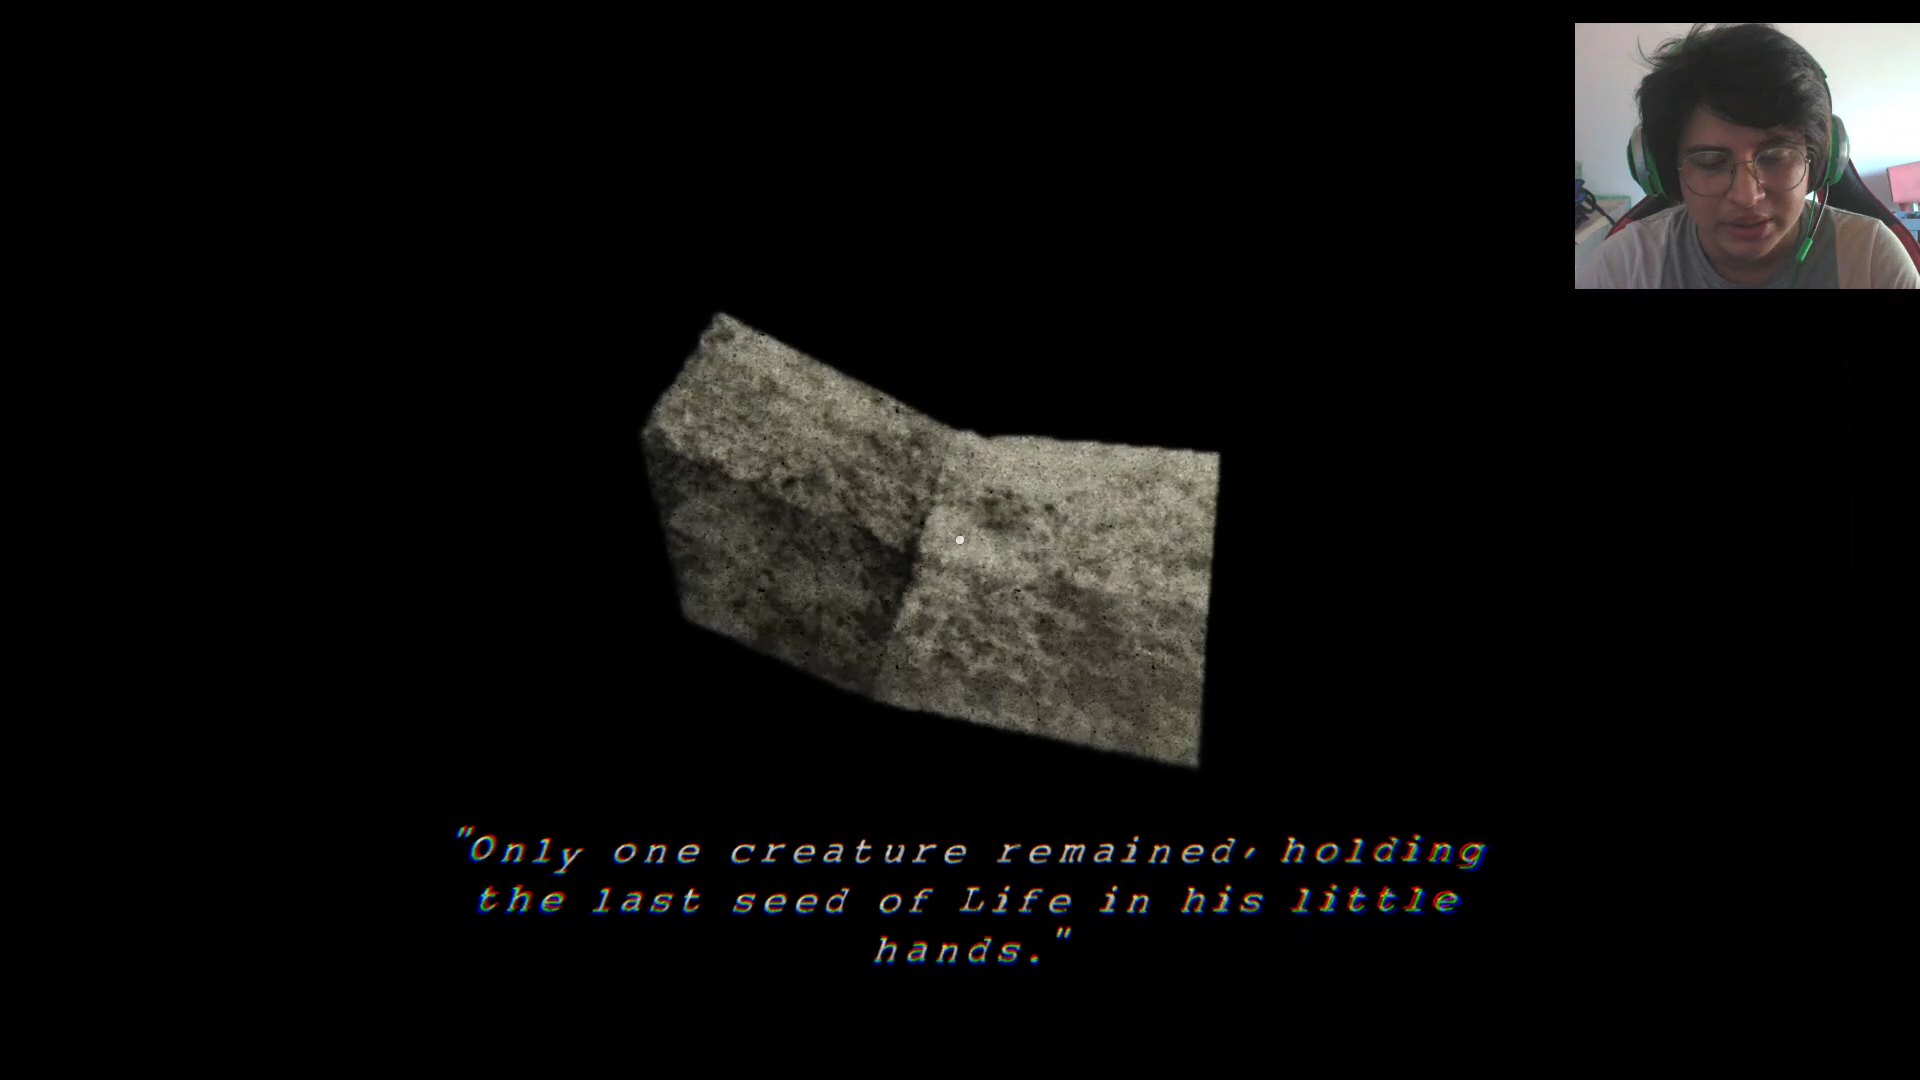 "Only one creature remained, holding
the last seed of Life in his little
hands."